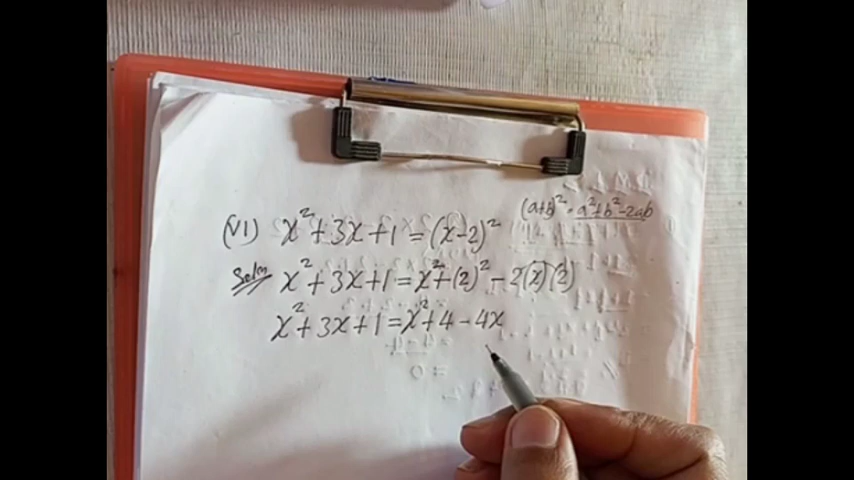 (a+b)² = a²+b²-2ab
(VI) x²+3x+1=(x-2)²
Soln x²+3x+1=x²+(2)²-2(x)(2)
x²+3x+1=x²+4-4x